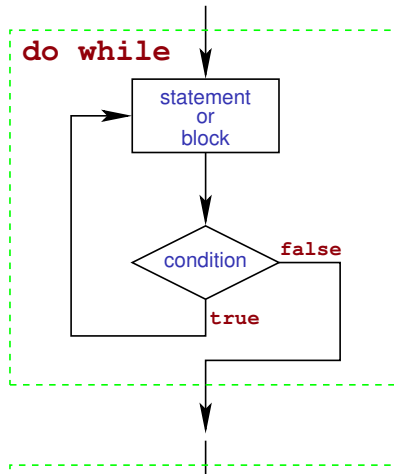 do while
statement
or
block
condition
false
true